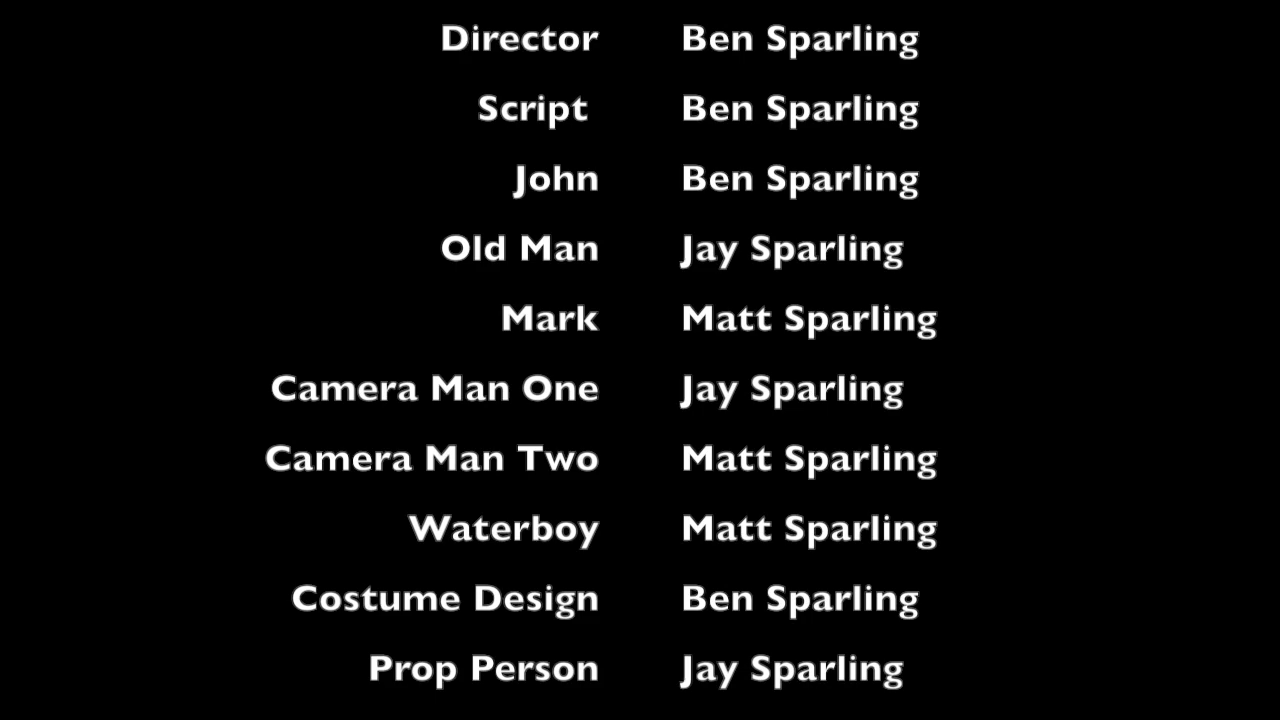 Director Ben Sparling
Script Ben Sparling
John Ben Sparling
Old Man Jay Sparling
Mark Matt Sparling
Camera Man One Jay Sparling
Camera Man Two Matt Sparling
Waterboy Matt Sparling
Costume Design Ben Sparling
Prop Person Jay Sparling